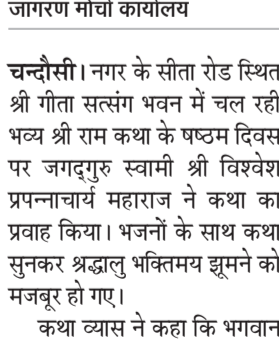 जागरण मोर्चा कार्यालय
चन्दौसी। नगर के सीता रोड स्थित
श्री गीता सत्संग भवन में चल रही
भव्य श्री राम कथा के षष्ठम दिवस
पर जगद्गुरु स्वामी श्री विश्वेश
प्रपन्नाचार्य महाराज ने कथा का
प्रवाह किया। भजनों के साथ कथा
सुनकर श्रद्धालु भक्तिमय झूमने को
मजबूर हो गए।
कथा व्यास ने कहा कि भगवान